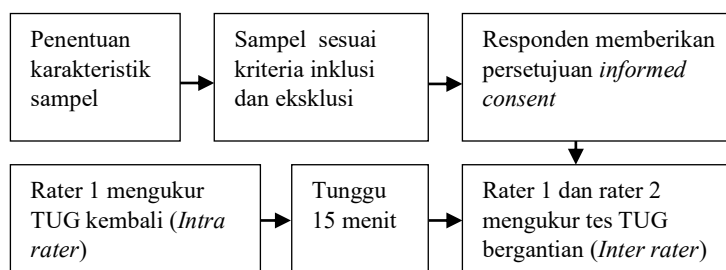 Penentuan
karakteristik
sampel
Sampel sesuai
kriteria inklusi
dan eksklusi
Responden memberikan
persetujuan informed
consent
Rater 1 mengukur
TUG kembali (Intra
rater)
Tunggu
15 menit
Rater 1 dan rater 2
mengukur tes TUG
bergantian (Inter rater)